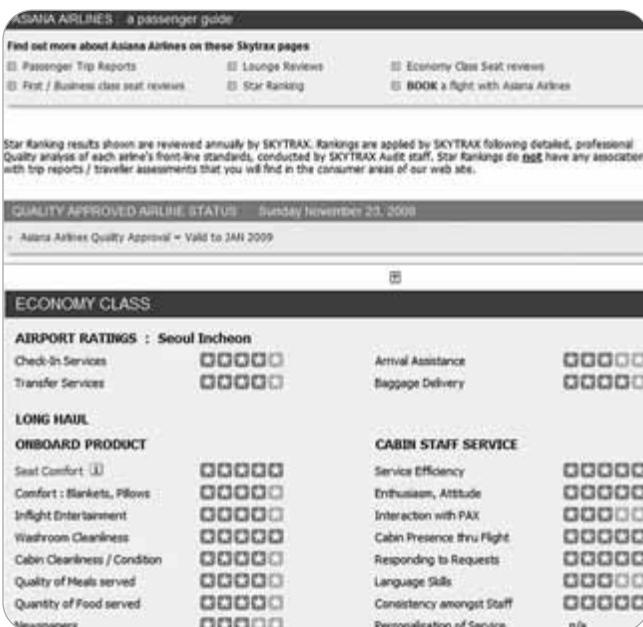 ASIANA AIRLINES : a passenger guide
Find out more about Asiana Airlines on these Skytrax pages
Passenger Trip Reports Lounge Reviews Economy Class Seat reviews
First / Business class seat reviews Star Ranking BOOK a flight with Asiana Airlines
Star Ranking results shown are reviewed annually by SKYTRAX. Rankings are applied by SKYTRAX following detailed, professional
Quality analysis of each airline's front-line standards, conducted by SKYTRAX Audit staff. Star Rankings do not have any association
with trip reports / traveller assessments that you will find in the consumer areas of our web site.
QUALITY APPROVED AIRLINE STATUS Sunday November 23, 2008
Asiana Airlines Quality Approval = Valid to JAN 2009
ECONOMY CLASS
AIRPORT RATINGS : Seoul Incheon
Check-In Services Arrival Assistance
Transfer Services Baggage Delivery
LONG HAUL
ONBOARD PRODUCT CABIN STAFF SERVICE
Seat Comfort Service Efficiency
Comfort : Blankets, Pillows Enthusiasm, Attitude
Inflight Entertainment Interaction with PAX
Washroom Cleanliness Cabin Presence thru Flight
Cabin Cleanliness / Condition Responding to Requests
Quality of Meals served Language Skills
Quantity of Food served Consistency amongst Staff
Newspapers Personalisation of Service n/a